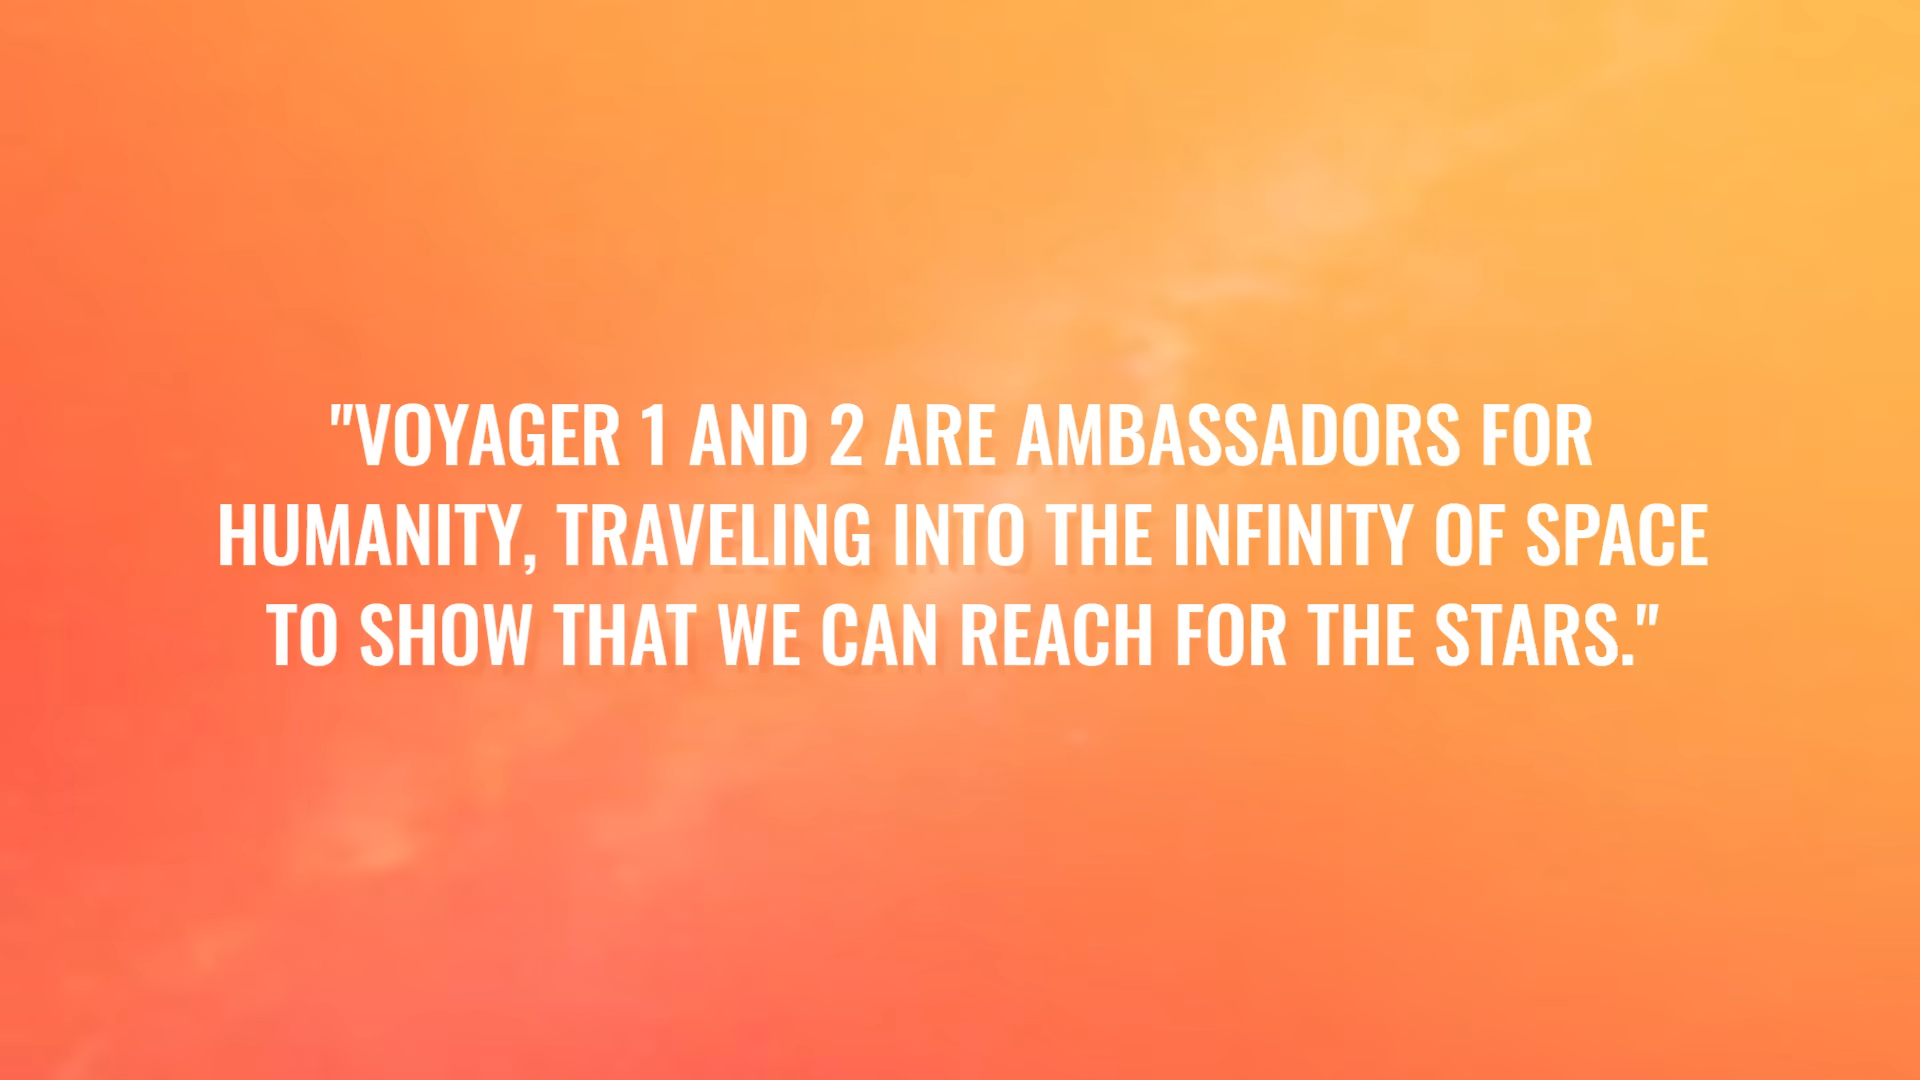 "VOYAGER 1 AND 2 ARE AMBASSADORS FOR
HUMANITY, TRAVELING INTO THE INFINITY OF SPACE
TO SHOW THAT WE CAN REACH FOR THE STARS."